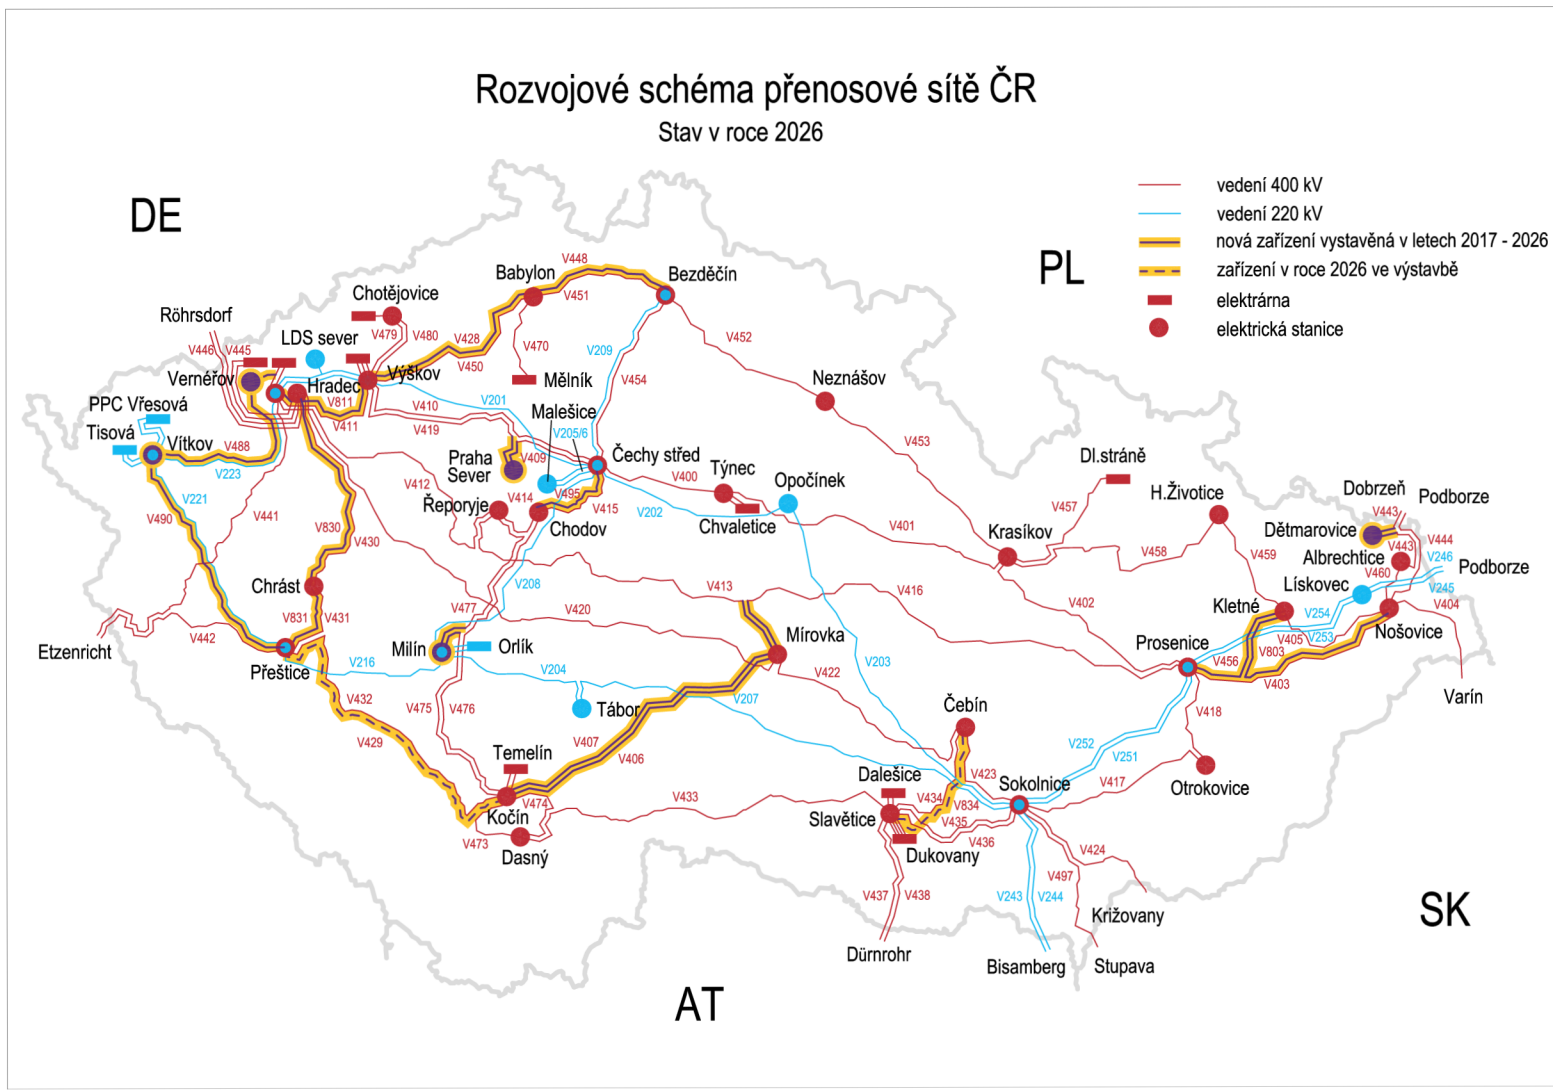 Rozvojové schéma přenosové sítě ČR
Stav v roce 2026
DE
PL
SK
AT
vedení 400 kV
vedení 220 kV
nová zařízení vystavěná v letech 2017 - 2026
zařízení v roce 2026 ve výstavbě
elektrárna
elektrická stanice
V448
Babylon
Bezděčín
V451
Chotějovice
Röhrsdorf
LDS sever
V479
V480
V428
V450
V452
V446
V445
V470
V209
V454
Vernéřov
Hradec
Výškov
Mělník
Neznášov
PPC Vřesová
V811
V411
V410
V201
Malešice
Tisová
Vítkov
V488
V419
V205/6
V453
V223
Praha
Sever
V409
Čechy střed
V400
Týnec
Opočínek
Dl.stráně
V221
V412
V414
V495
V415
V202
Chvaletice
V457
H.Životice
Dobrzeň
Podborze
V490
V441
Řeporyje
Chodov
V401
Krasíkov
V443
Dětmarovice
V830
V430
V458
V459
V443
V444
V246
Albrechtice
V460
V245
Podborze
Chrást
V208
V413
V416
V402
Lískovec
V404
V831
V431
V477
V420
Kletné
V254
V405
V253
Nošovice
V442
Etzenricht
Přeštice
V216
Milín
Orlík
Mírovka
V422
V203
Prosenice
V456
V803
V403
Varín
V204
V207
V432
V475
V476
Tábor
Čebín
V418
V429
V407
V406
V252
V251
Temelín
V474
Kočín
V433
Dalešice
V423
Sokolnice
V417
Otrokovice
V434
V834
Slavětice
V435
V436
V473
Dasný
Dukovany
V424
V497
V437
V438
V243
V244
Križovany
Dürnrohr
Bisamberg
Stupava